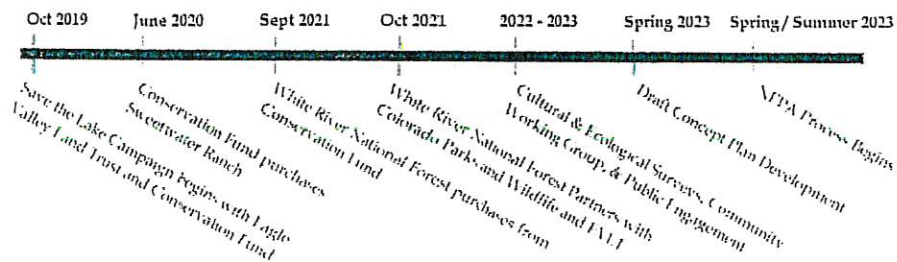 Oct 2019
June 2020
Sept 2021
Oct 2021
2022 - 2023
Spring 2023
Spring/ Summer 2023
Save the Lake Campaign begins with Eagle
Valley Land Trust and Conservation Fund
Conservation Fund purchases
Sweetwater Ranch
White River National Forest purchases from
Conservation Fund
White River National Forest Partners with
Colorado Parks and Wildlife and EVLT
Cultural & Ecological Surveys, Community
Working Group, & Public Engagement
Draft Concept Plan Development
NEPA Process Begins